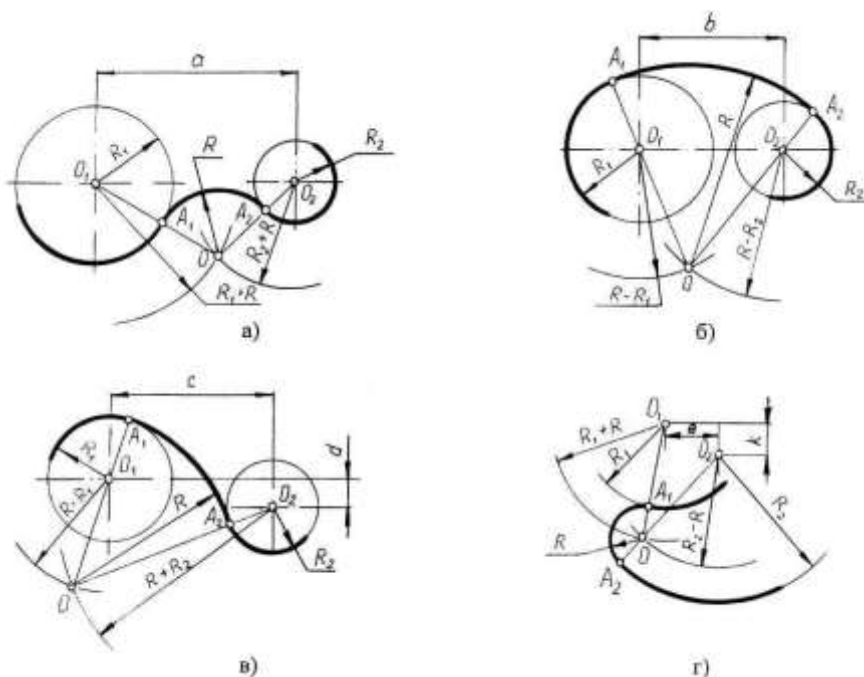 a
R
R₂
R₁
O₁
O₂
A₁
A₂
O
R₂+R
R₁+R
а)
b
A₁
A₂
R
O₁
O₂
R₁
R₂
R-R₂
O
R-R₁
б)
c
A₁
R₁
O₁
d
R-R₁
R
A₂
O₂
R₂
O
R+R₂
в)
O₁
R₁+R
O₂
k
R₁
A₁
R
O
R₂-R
A₂
г)